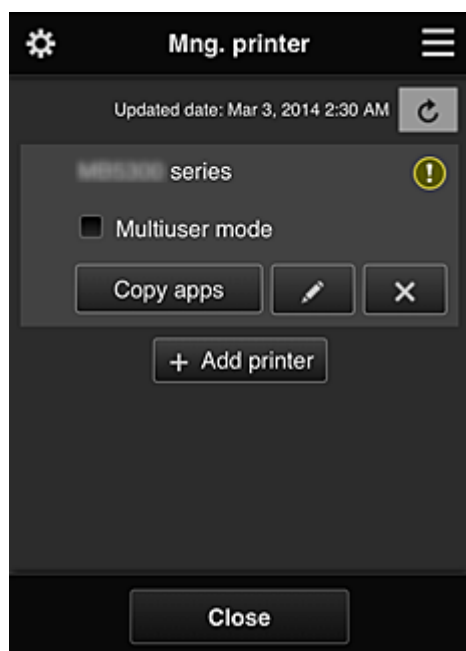 Mng. printer
Updated date: Mar 3, 2014 2:30 AM
series
Multiuser mode
Copy apps
+ Add printer
Close